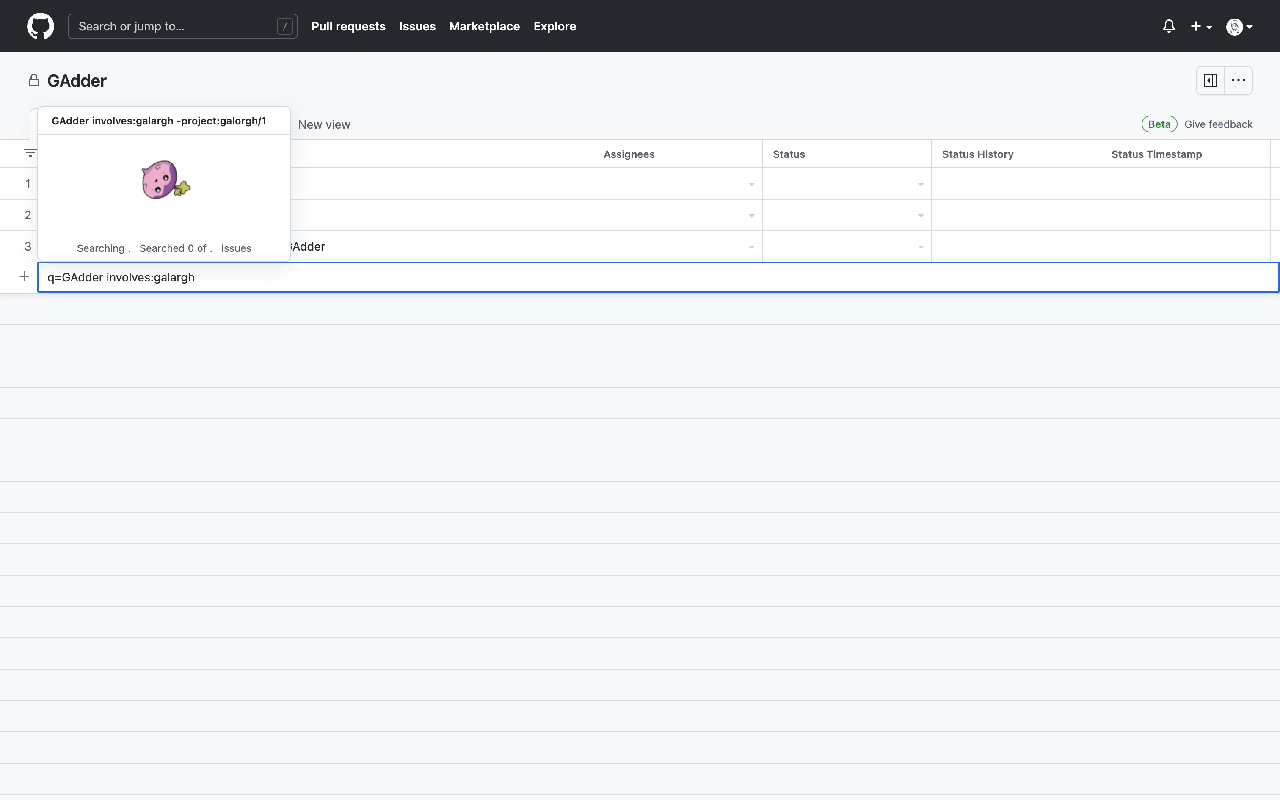 Search or jump to... / Pull requests Issues Marketplace Explore
GAdder
GAdder involves:galargh -project:galorgh/1
New view
Beta Give feedback
Assignees Status Status History Status Timestamp
1
2
3 GAdder
Searching . Searched 0 of . Issues
q=GAdder involves:galargh